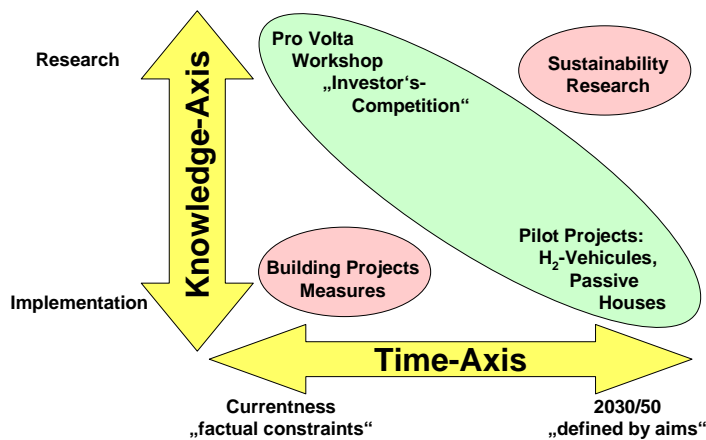 Research
Knowledge-Axis
Implementation
Pro Volta
Workshop
„Investor‘s-
Competition“
Sustainability
Research
Building Projects
Measures
Pilot Projects:
H₂-Vehicules,
Passive
Houses
Time-Axis
Currentness
„factual constraints“
2030/50
„defined by aims“